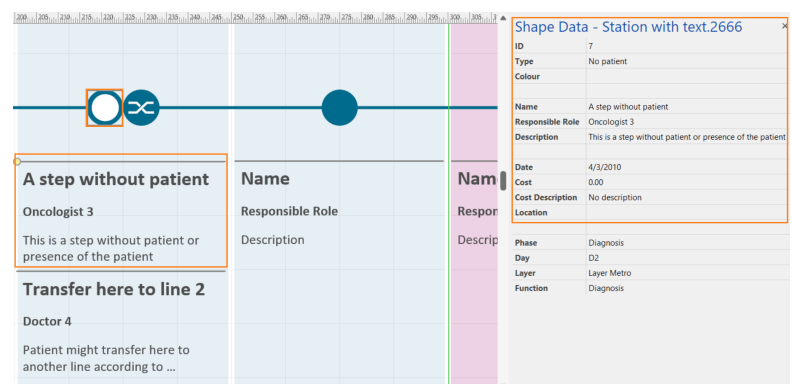 200 205 210 215 220 225 230 235 240 245 250 255 260 265 270 275 280 285 290 295 300 305
A step without patient
Oncologist 3
This is a step without patient or
presence of the patient
Transfer here to line 2
Doctor 4
Patient might transfer here to
another line according to ...
Name
Responsible Role
Description
Nam
Respon
Descrip
Shape Data - Station with text.2666 ×
ID 7
Type No patient
Colour
Name A step without patient
Responsible Role Oncologist 3
Description This is a step without patient or presence of the patient
Date 4/3/2010
Cost 0.00
Cost Description No description
Location
Phase Diagnosis
Day D2
Layer Layer Metro
Function Diagnosis